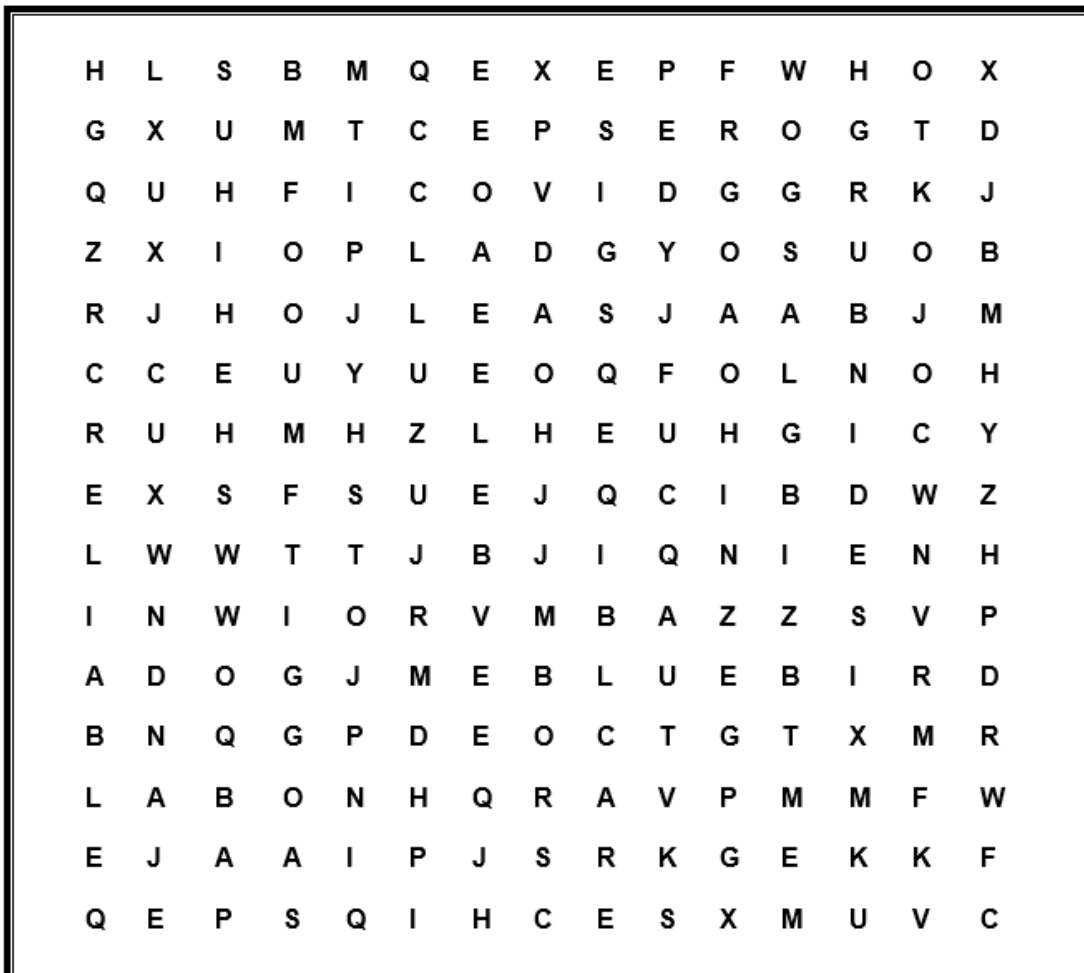 H L S B M Q E X E P F W H O X
G X U M T C E P S E R O G T D
Q U H F I C O V I D G G R K J
Z X I O P L A D G Y O S U O B
R J H O J L E A S J A A B J M
C C E U Y U E O Q F O L N O H
R U H M H Z L H E U H G I C Y
E X S F S U E J Q C I B D W Z
L W W T T J B J I Q N I E N H
I N W I O R V M B A Z Z S V P
A D O G J M E B L U E B I R D
B N Q G P D E O C T G T X M R
L A B O N H Q R A V P M M F W
E J A A I P J S R K G E K K F
Q E P S Q I H C E S X M U V C